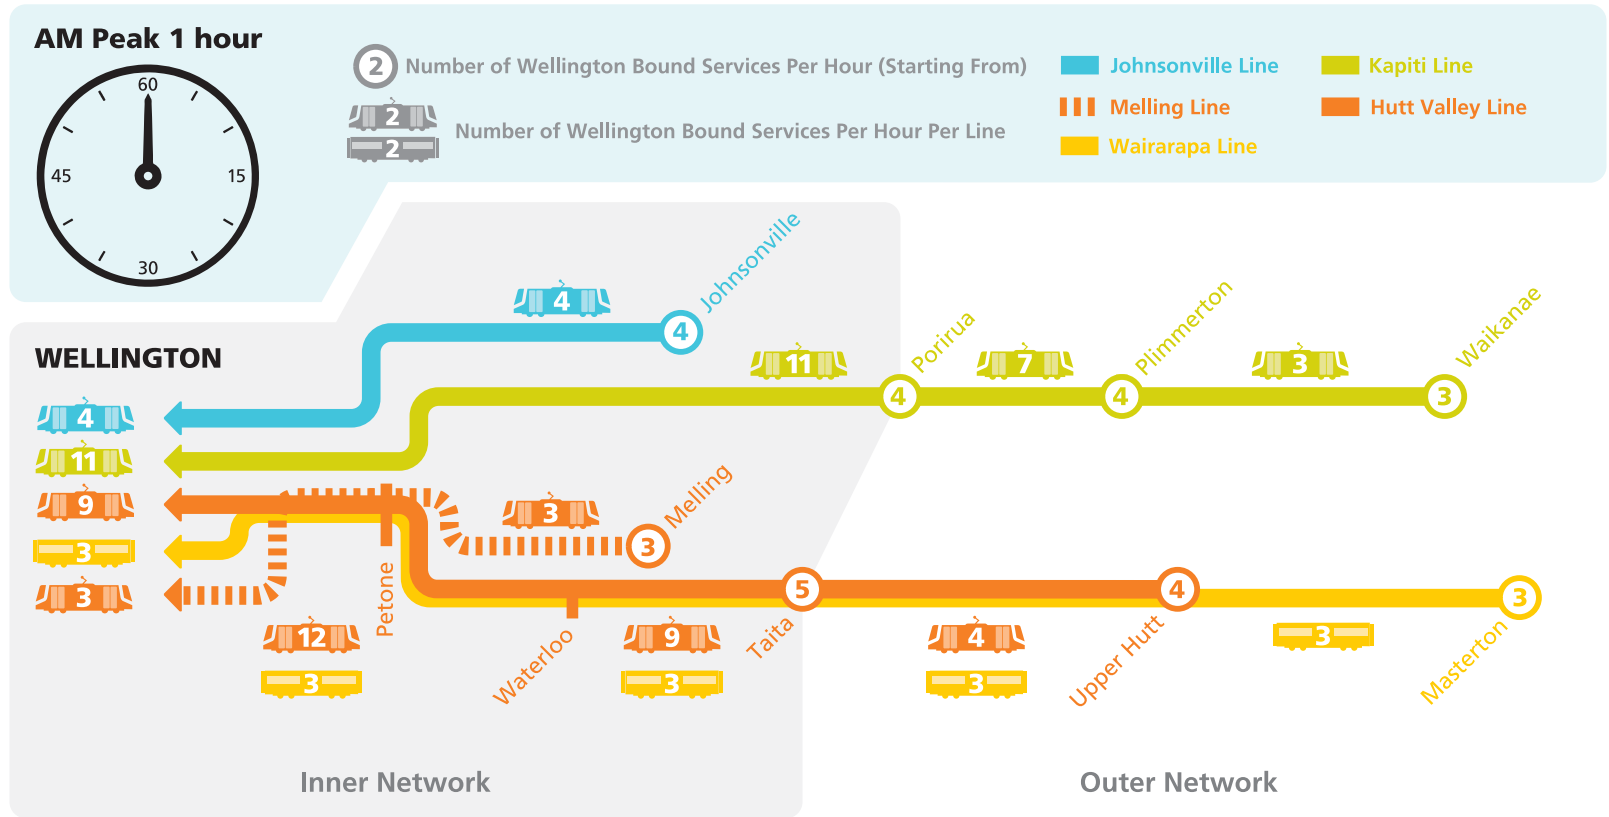 AM Peak 1 hour
60
45
15
30
2
Number of Wellington Bound Services Per Hour (Starting From)
2
2
Number of Wellington Bound Services Per Hour Per Line
Johnsonville Line
Kapiti Line
Melling Line
Hutt Valley Line
Wairarapa Line
WELLINGTON
4
4
Johnsonville
11
Porirua
7
Plimmerton
3
Waikanae
4
4
3
4
11
9
3
3
3
Melling
3
Petone
12
3
Waterloo
9
3
5
Taita
4
3
4
Upper Hutt
3
3
Masterton
Inner Network
Outer Network